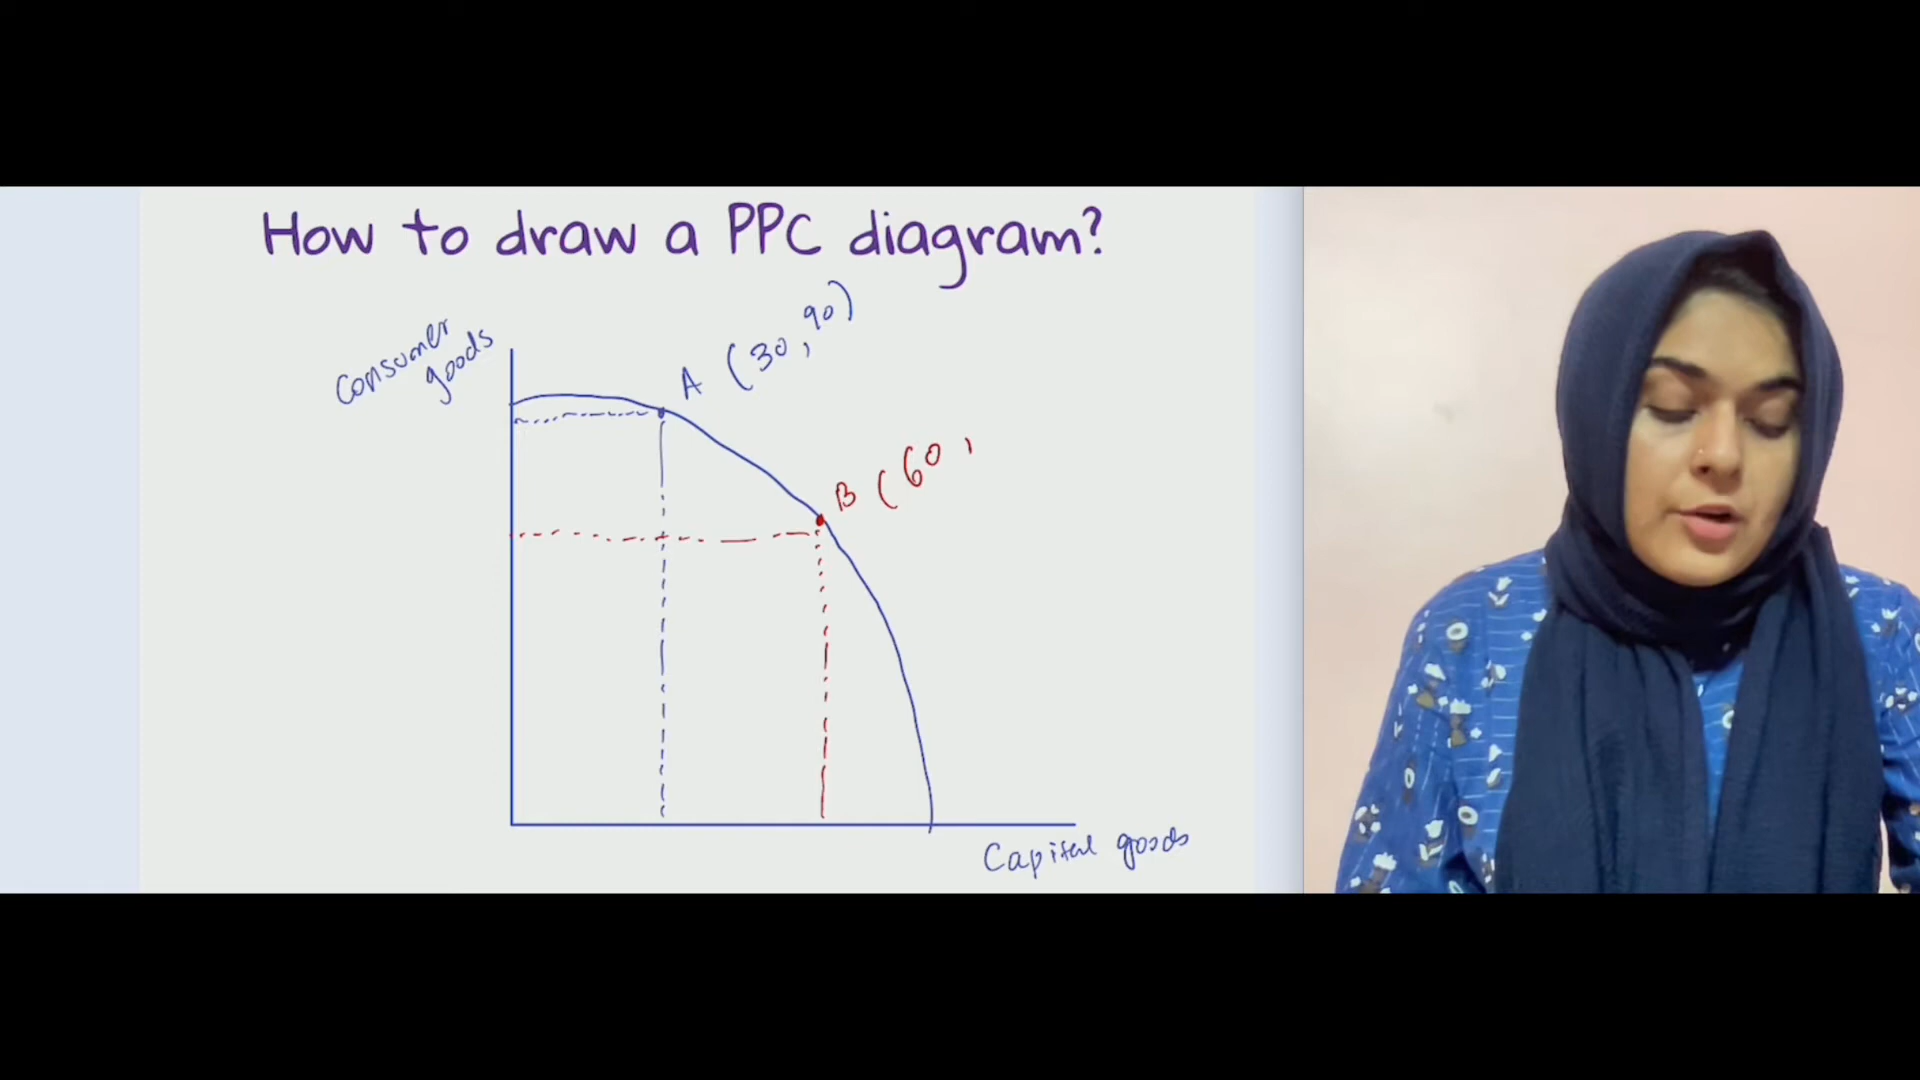 How to draw a PPC diagram?
Consumer
goods
A (30, 90)
B (60,
Capital goods